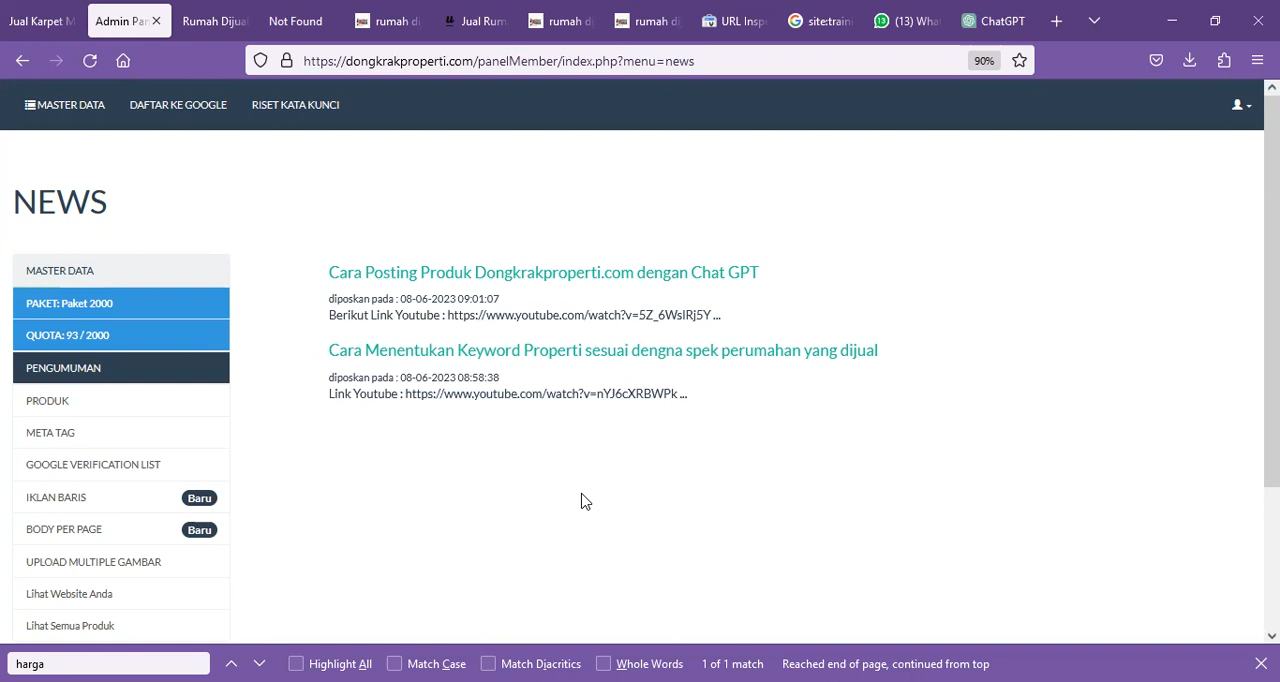 Jual Karpet M
Admin Pan
Rumah Dijua
Not Found
rumah di
Jual Rum
rumah di
rumah di
URL Insp
site:traini
13
(13) Wha
ChatGPT
https://dongkrakproperti.com/panelMember/index.php?menu=news
90%
MASTER DATA
DAFTAR KE GOOGLE
RISET KATA KUNCI
NEWS
MASTER DATA
PAKET: Paket 2000
QUOTA: 93 / 2000
PENGUMUMAN
PRODUK
META TAG
GOOGLE VERIFICATION LIST
IKLAN BARIS Baru
BODY PER PAGE Baru
UPLOAD MULTIPLE GAMBAR
Lihat Website Anda
Lihat Semua Produk
Cara Posting Produk Dongkrakproperti.com dengan Chat GPT
diposkan pada : 08-06-2023 09:01:07
Berikut Link Youtube : https://www.youtube.com/watch?v=5Z_6WslRj5Y ...
Cara Menentukan Keyword Properti sesuai dengna spek perumahan yang dijual
diposkan pada : 08-06-2023 08:58:38
Link Youtube : https://www.youtube.com/watch?v=nYJ6cXRBWPk ...
harga
Highlight All
Match Case
Match Diacritics
Whole Words
1 of 1 match
Reached end of page, continued from top